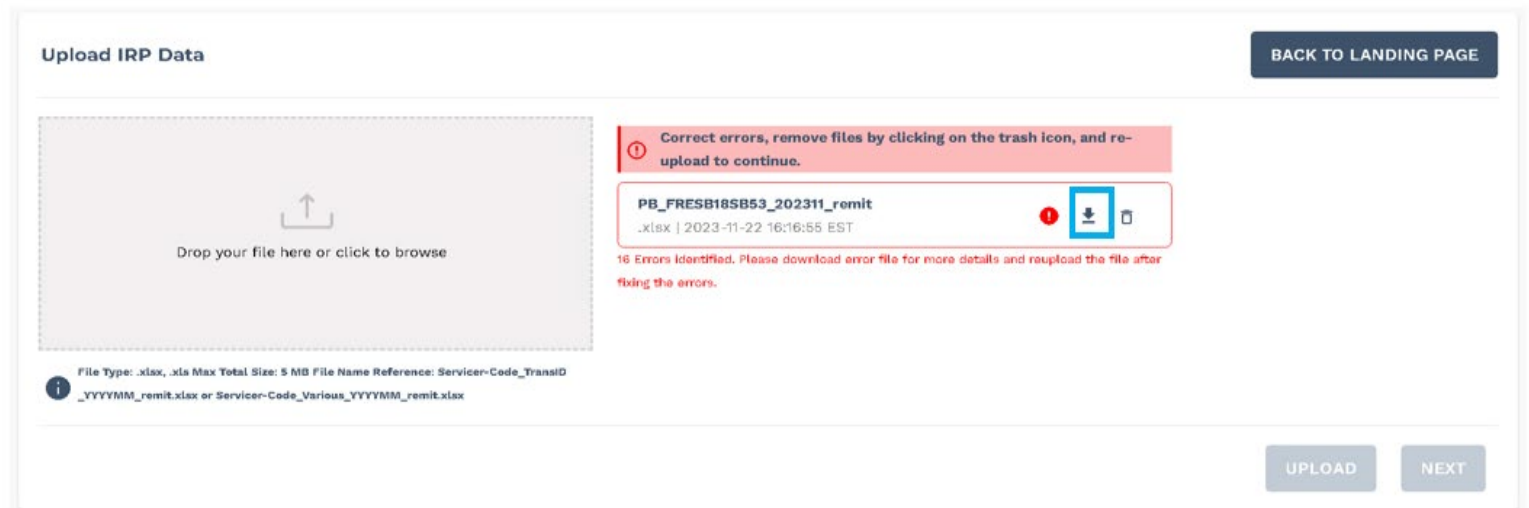 Upload IRP Data
BACK TO LANDING PAGE
Drop your file here or click to browse
File Type: .xlsx, .xls Max Total Size: 5 MB File Name Reference: Servicer-Code_TransID
_YYYYMM_remit.xlsx or Servicer-Code_Various_YYYYMM_remit.xlsx
Correct errors, remove files by clicking on the trash icon, and re-
upload to continue.
PB_FRESB18SB53_202311_remit
.xlsx | 2023-11-22 16:16:55 EST
16 Errors identified. Please download error file for more details and reupload the file after
fixing the errors.
UPLOAD
NEXT